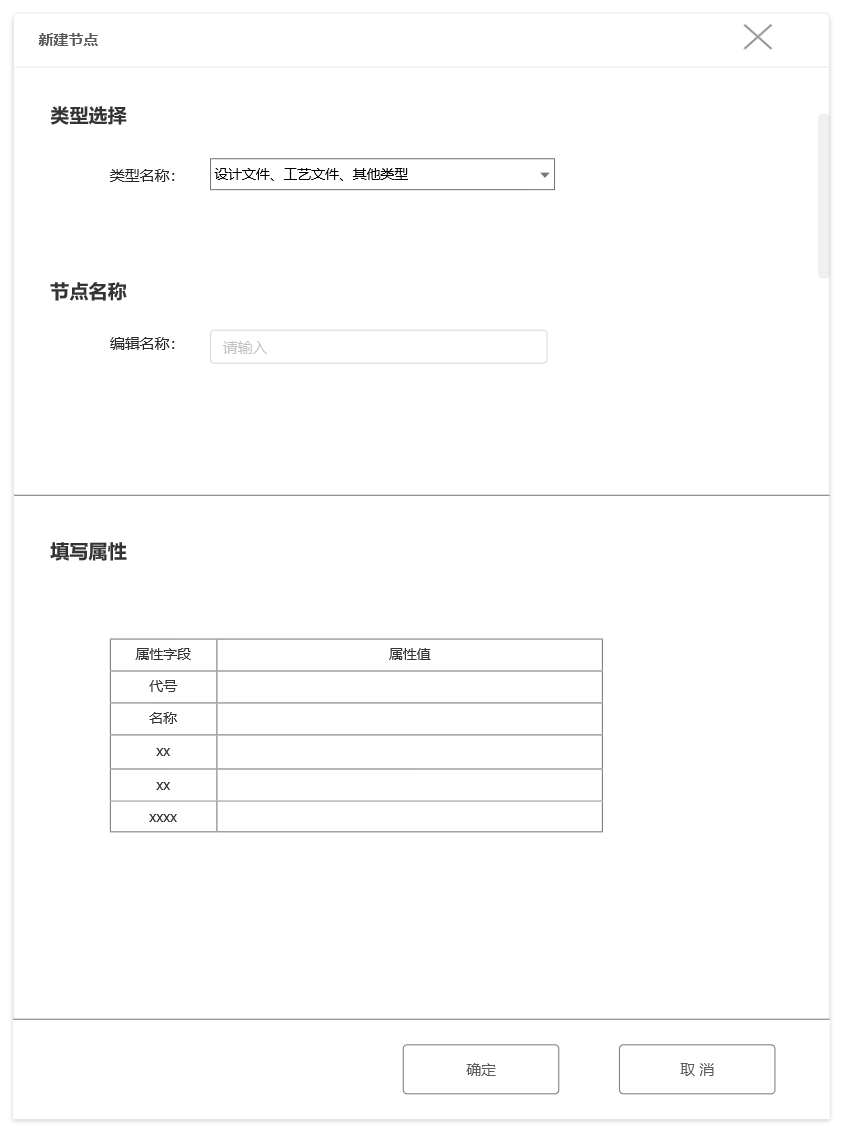 新建节点
类型选择
类型名称：
设计文件、工艺文件、其他类型
节点名称
编辑名称：
请输入
填写属性
属性字段 属性值
代号
名称
xx
xx
xxxx
确定 取 消